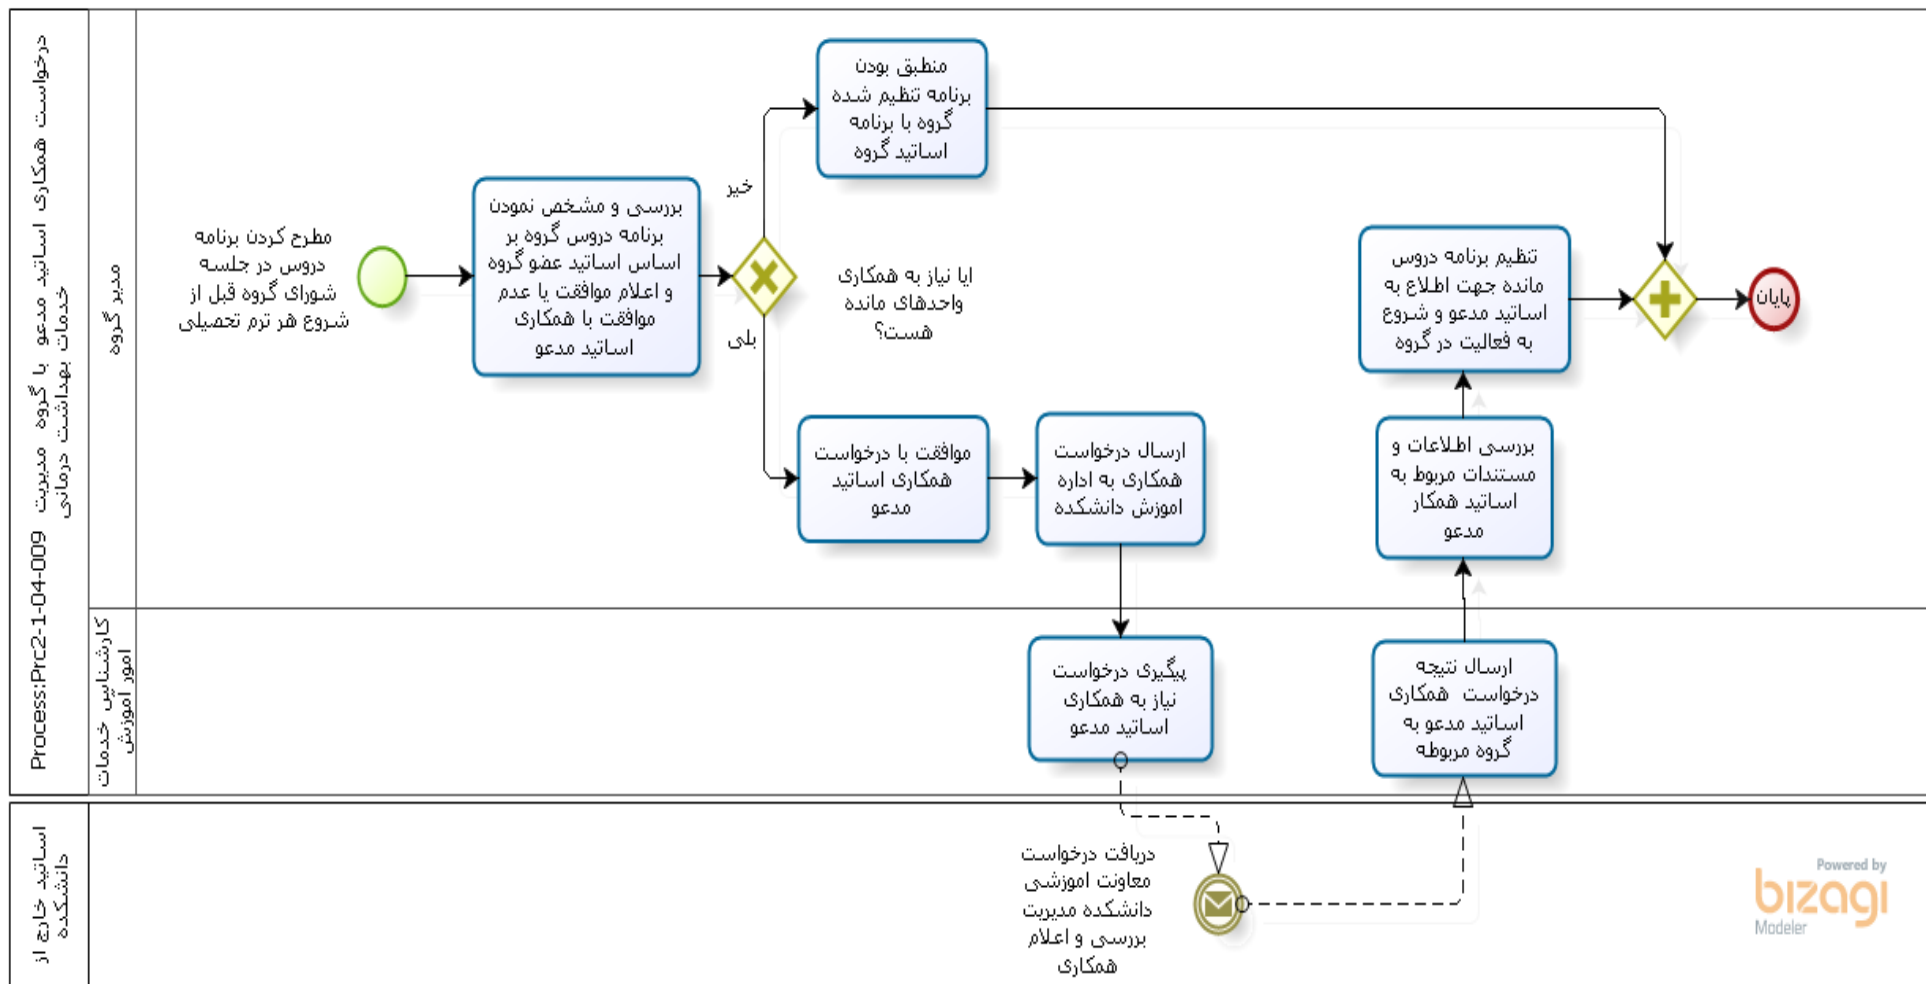 درخواست همکاری اساتید مدعو با گروه مدیریت Process:Prc2-1-04-009
خدمات بهداشت درمانی
مدیر گروه
مطرح کردن برنامه
دروس در جلسه
شورای گروه قبل از
شروع هر ترم تحصیلی
بررسی و مشخص نمودن
برنامه دروس گروه بر
اساس اساتید عضو گروه
و اعلام موافقت یا عدم
موافقت با همکاری
اساتید مدعو
خیر
بلی
ایا نیاز به همکاری
واحدهای مانده
هست؟
منطبق بودن
برنامه تنظیم شده
گروه با برنامه
اساتید گروه
موافقت با درخواست
همکاری اساتید
مدعو
ارسال درخواست
همکاری به اداره
اموزش دانشکده
تنظیم برنامه دروس
مانده جهت اطلاع به
اساتید مدعو و شروع
به فعالیت در گروه
پایان
بررسی اطلاعات و
مستندات مربوط به
اساتید همکار
مدعو
کارشناس خدمات
امور اموزش
پیگیری درخواست
نیاز به همکاری
اساتید مدعو
ارسال نتیجه
درخواست همکاری
اساتید مدعو به
گروه مربوطه
اساتید خارج از
دانشکده
دریافت درخواست
معاونت اموزشی
دانشکده مدیریت
بررسی و اعلام
همکاری
Powered by
bizagi
Modeler